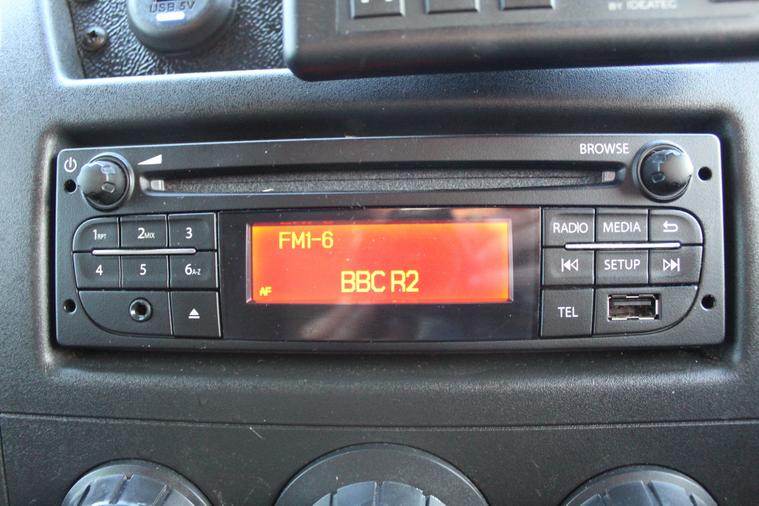 USB 5V
BY IDEATEC
BROWSE
1RPT 2MIX 3
4 5 6A-Z
FM1-6
BBC R2
AF
RADIO MEDIA
SETUP
TEL